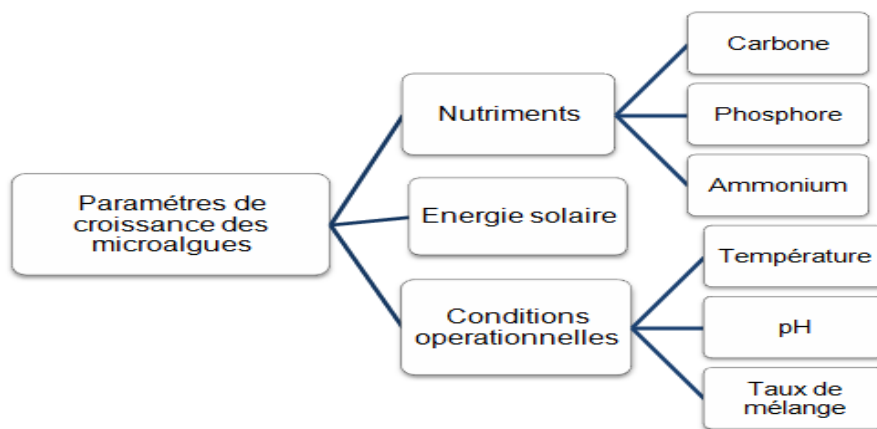 Paramétres de
croissance des
microalgues
Nutriments
Carbone
Phosphore
Ammonium
Energie solaire
Conditions
operationnelles
Température
pH
Taux de
mélange